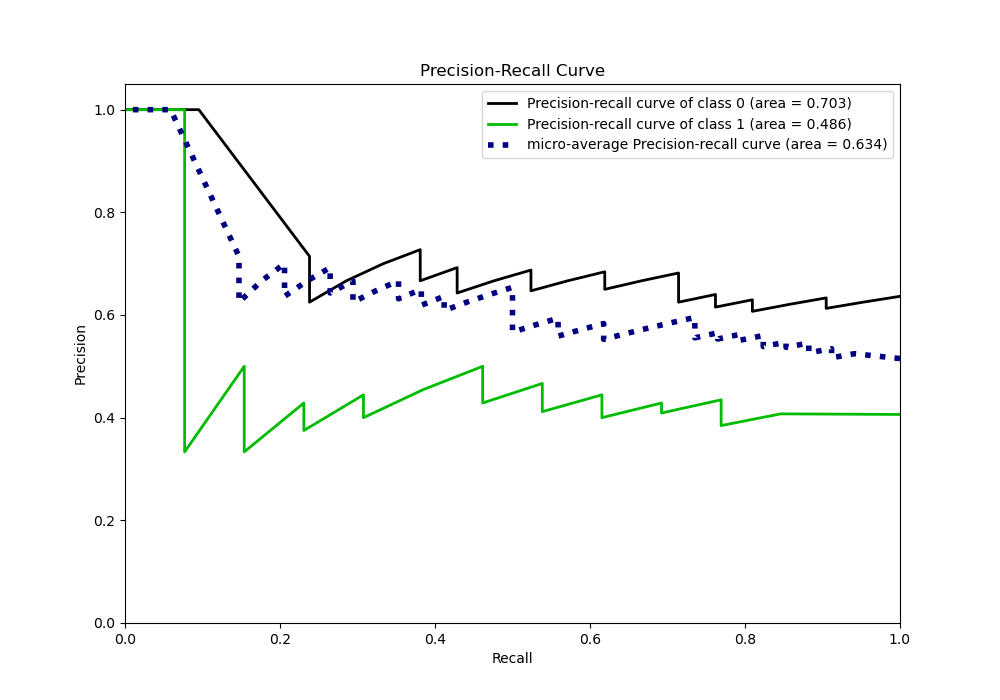 Precision-Recall Curve
Precision-recall curve of class 0 (area = 0.703)
Precision-recall curve of class 1 (area = 0.486)
micro-average Precision-recall curve (area = 0.634)
Precision
1.0
0.8
0.6
0.4
0.2
0.0
0.0 0.2 0.4 0.6 0.8 1.0
Recall